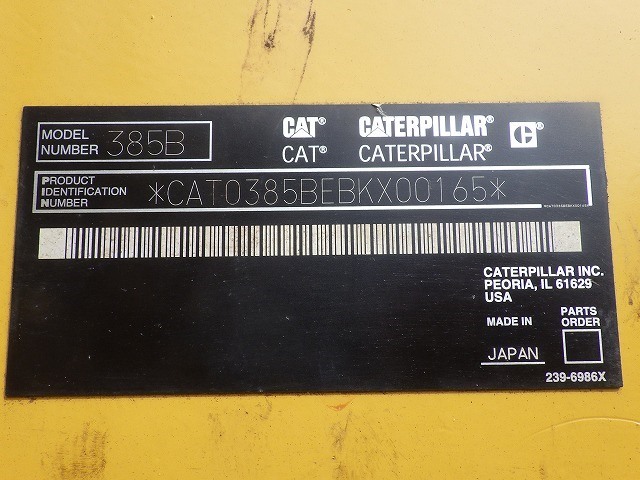 MODEL NUMBER 385B
CAT® CATERPILLAR® C®
CAT® CATERPILLAR®
PRODUCT IDENTIFICATION NUMBER *CAT0385BEBKX00165*
*CAT0385BEBKX00165*
CATERPILLAR INC.
PEORIA, IL 61629
USA
MADE IN JAPAN
PARTS ORDER
239-6986X